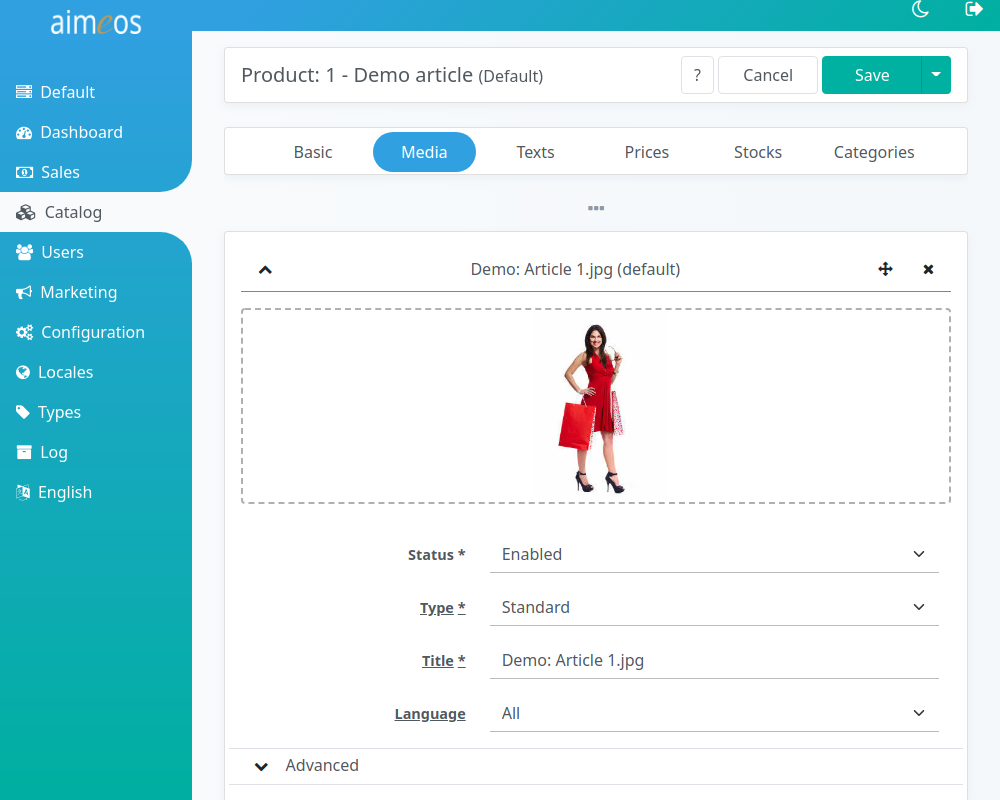 aimeos
Default
Dashboard
Sales
Catalog
Users
Marketing
Configuration
Locales
Types
Log
English
Product: 1 - Demo article (Default)
?
Cancel
Save
Basic
Media
Texts
Prices
Stocks
Categories
Demo: Article 1.jpg (default)
Status *
Enabled
Type *
Standard
Title *
Demo: Article 1.jpg
Language
All
Advanced